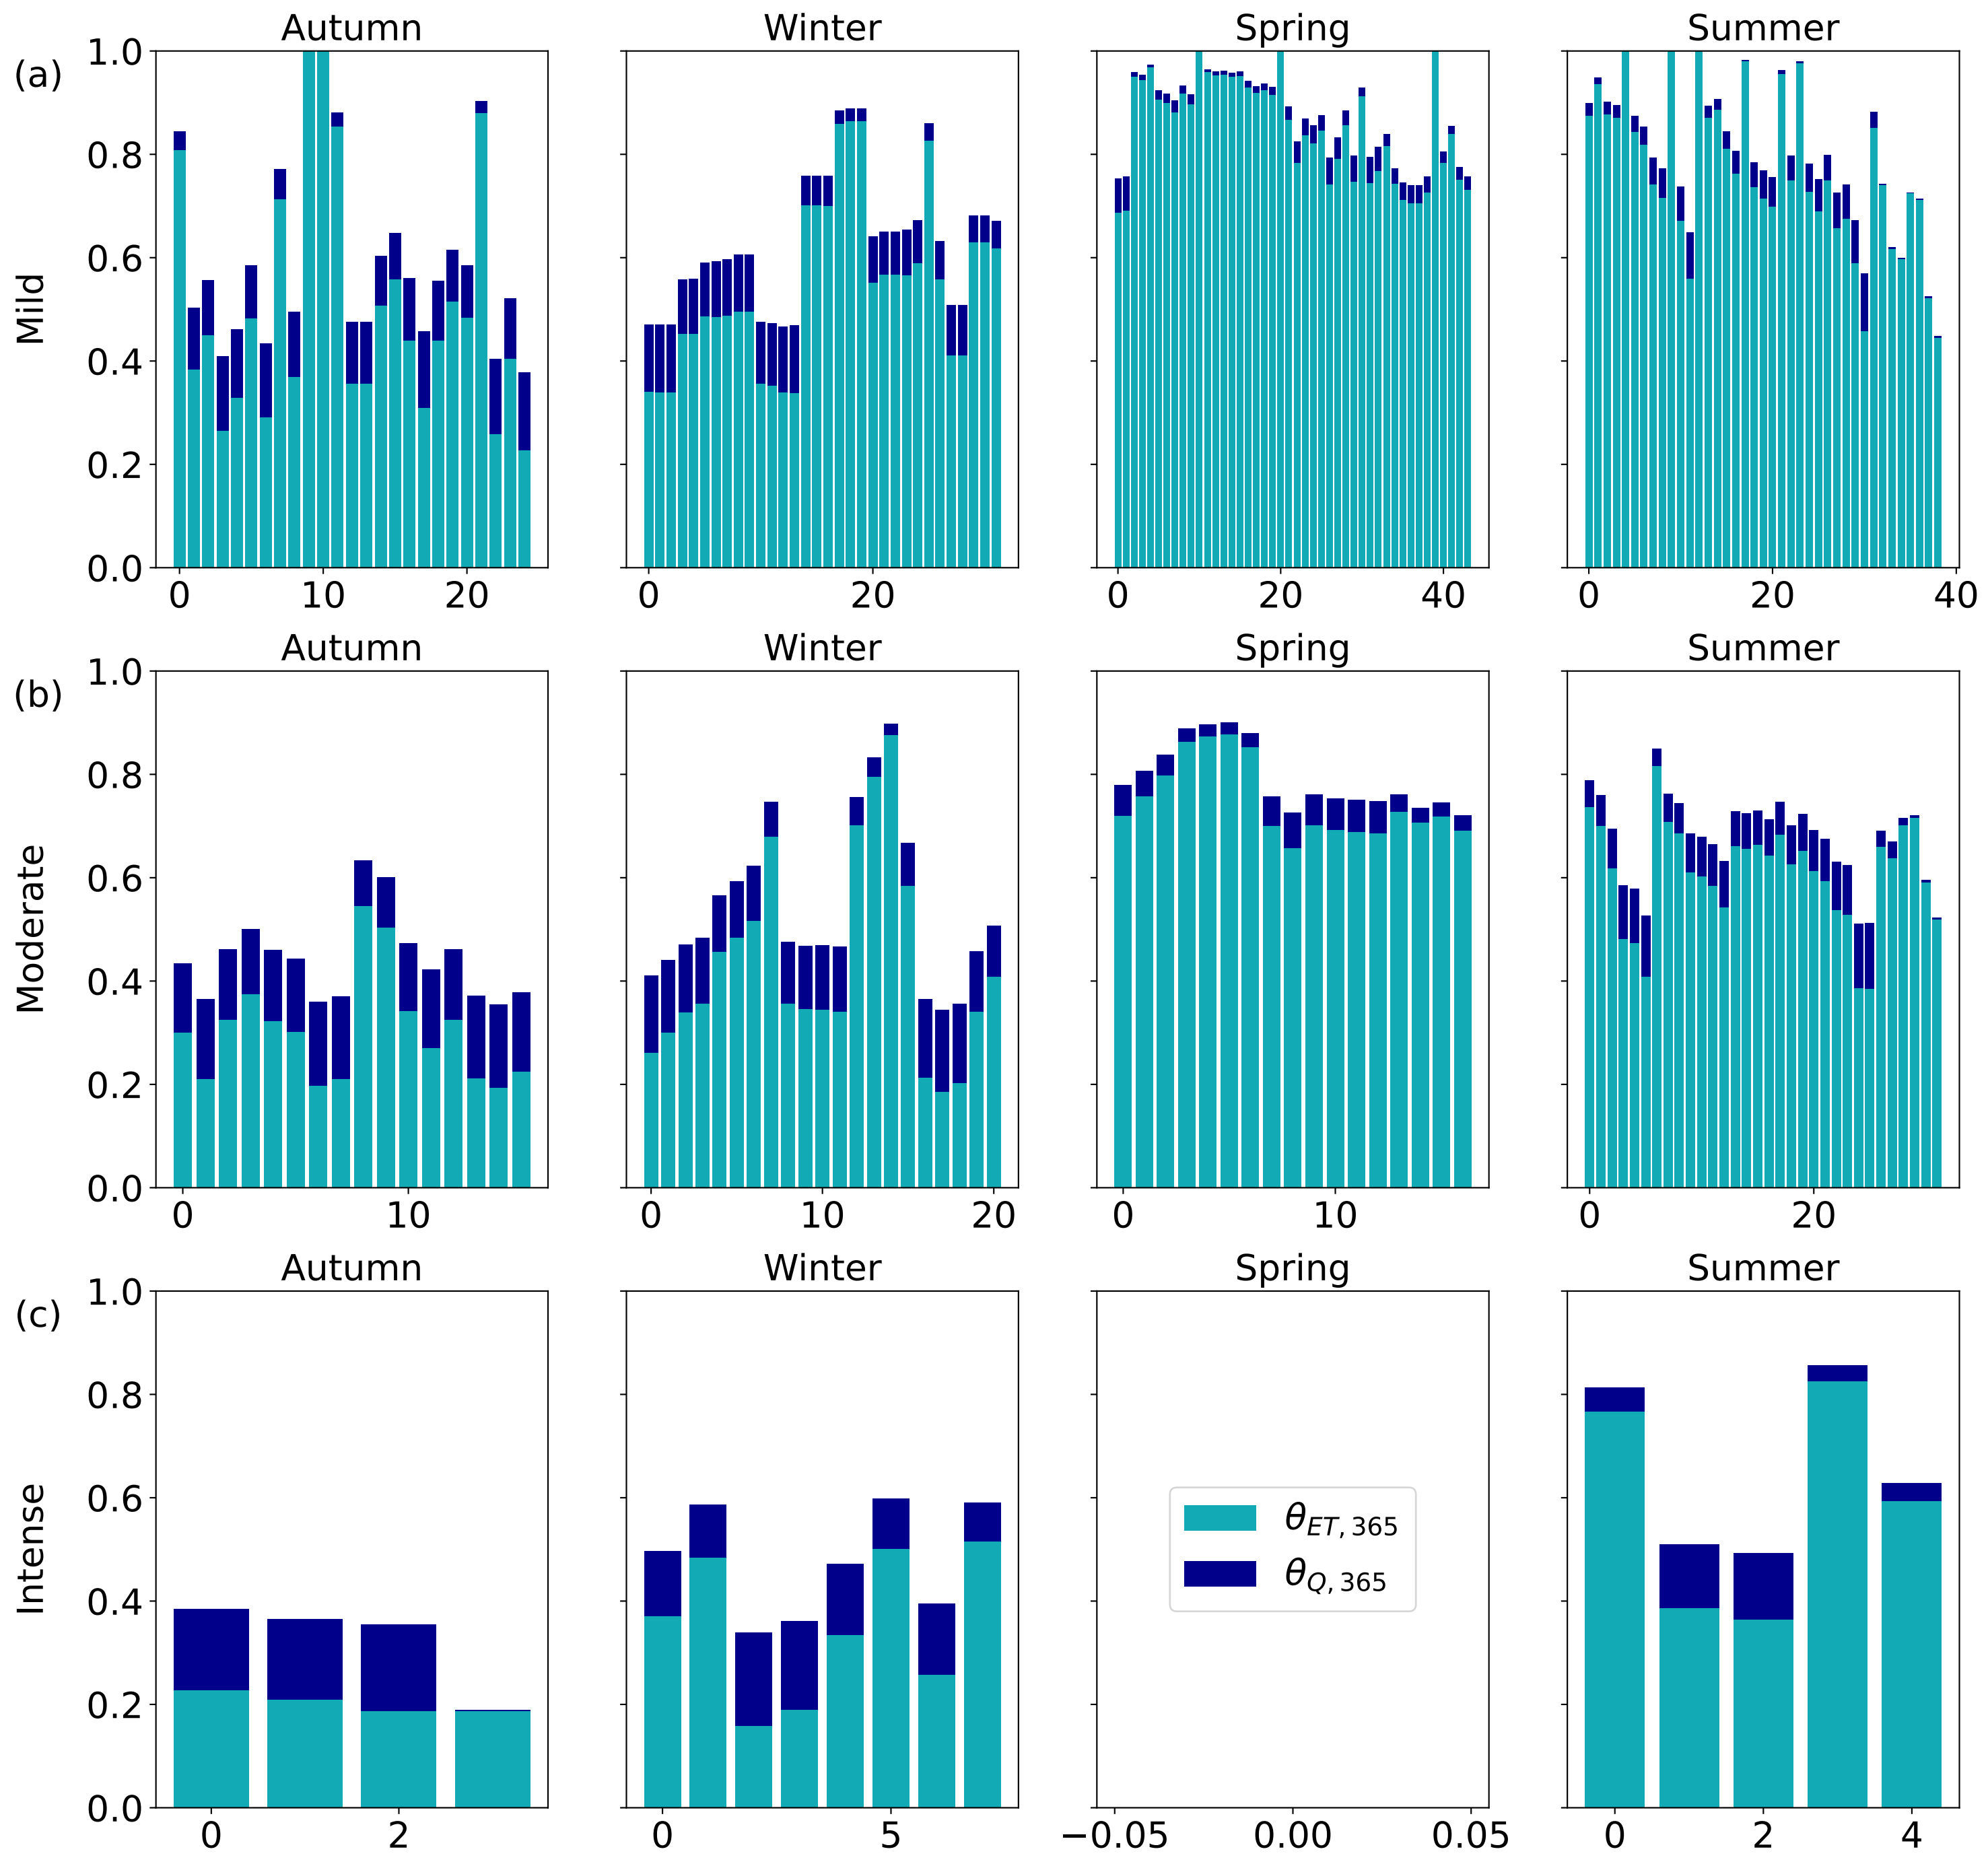 Autumn Winter Spring Summer
(a)
Mild
1.0
0.8
0.6
0.4
0.2
0.0
0 10 20
0 20
0 20 40
0 20 40
Autumn Winter Spring Summer
(b)
Moderate
1.0
0.8
0.6
0.4
0.2
0.0
0 10
0 10 20
0 10
0 20
Autumn Winter Spring Summer
(c)
Intense
1.0
0.8
0.6
0.4
0.2
0.0
θ_{ET, 365}
θ_{Q, 365}
0 2
0 5
−0.05 0.00 0.05
0 2 4